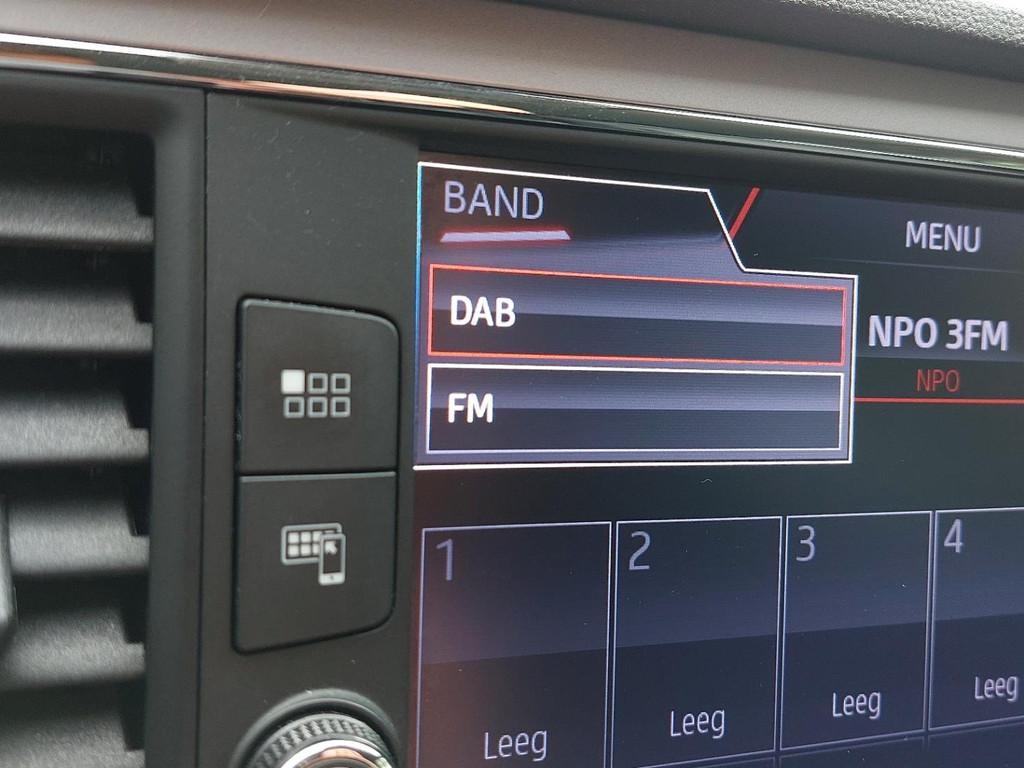 BAND
MENU
DAB
FM
NPO 3FM
NPO
1
2
3
4
Leeg
Leeg
Leeg
Leeg